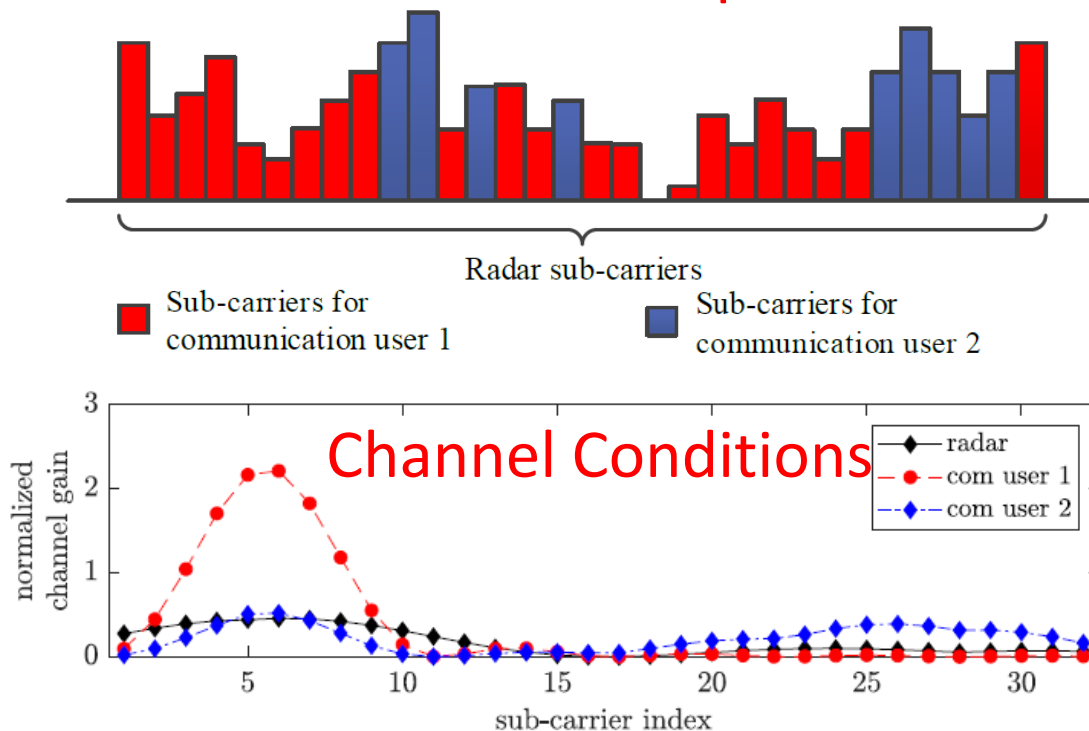 Radar sub-carriers
Sub-carriers for
communication user 1
Sub-carriers for
communication user 2
Channel Conditions
normalized
channel gain
3
2
1
0
radar
com user 1
com user 2
5 10 15 20 25 30
sub-carrier index